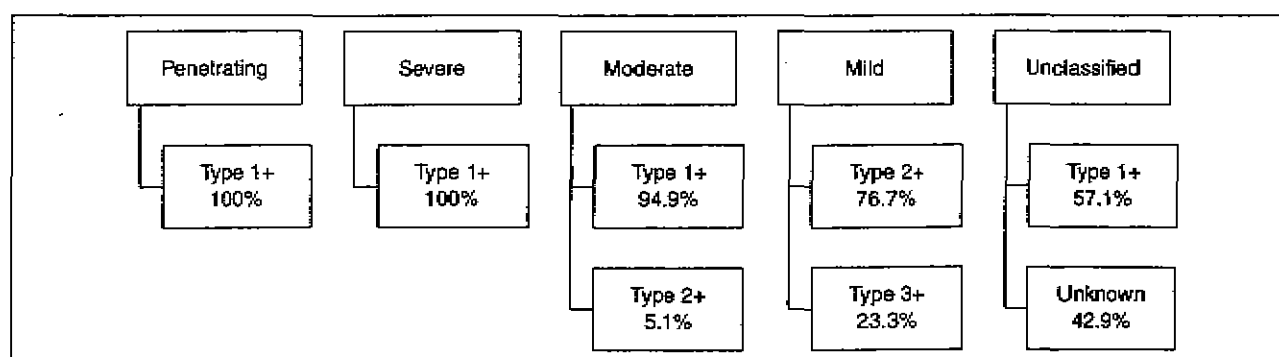 Penetrating
Severe
Moderate
Mild
Unclassified
Type 1+
100%
Type 1+
100%
Type 1+
94.9%
Type 2+
76.7%
Type 1+
57.1%
Type 2+
5.1%
Type 3+
23.3%
Unknown
42.9%